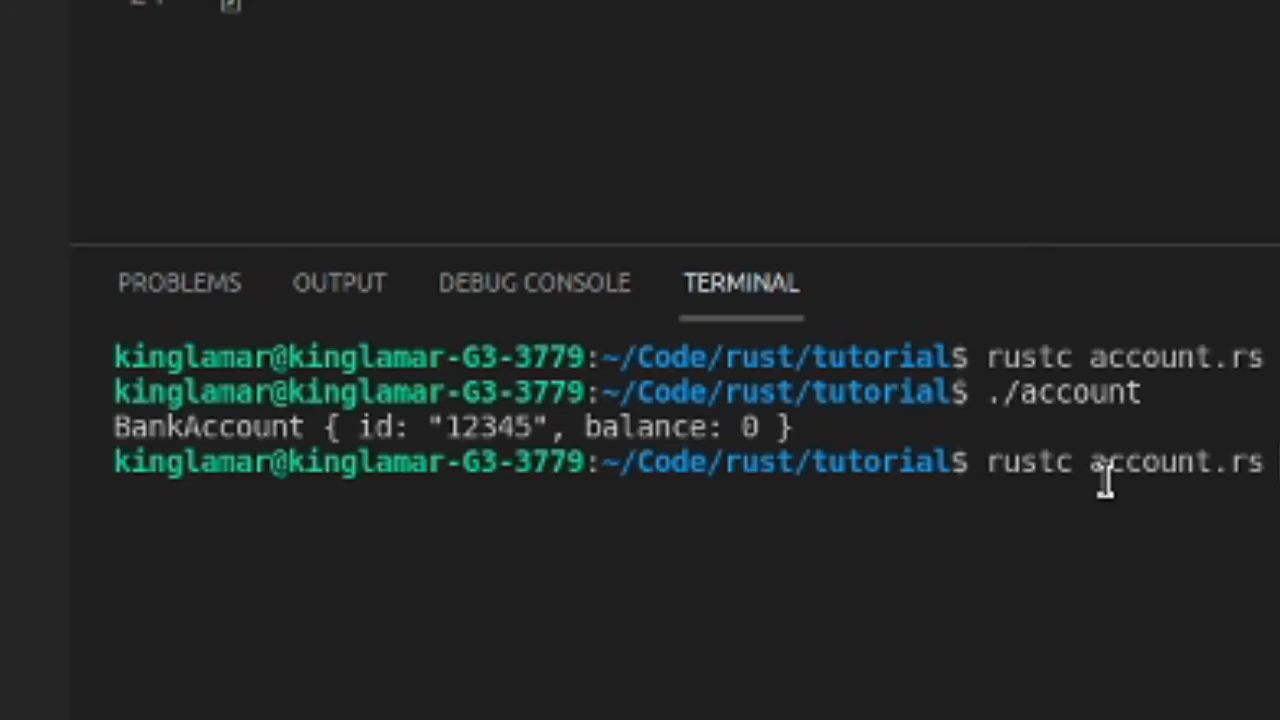 }
PROBLEMS OUTPUT DEBUG CONSOLE TERMINAL
kinglamar@kinglamar-G3-3779:~/Code/rust/tutorial$ rustc account.rs
kinglamar@kinglamar-G3-3779:~/Code/rust/tutorial$ ./account
BankAccount { id: "12345", balance: 0 }
kinglamar@kinglamar-G3-3779:~/Code/rust/tutorial$ rustc account.rs